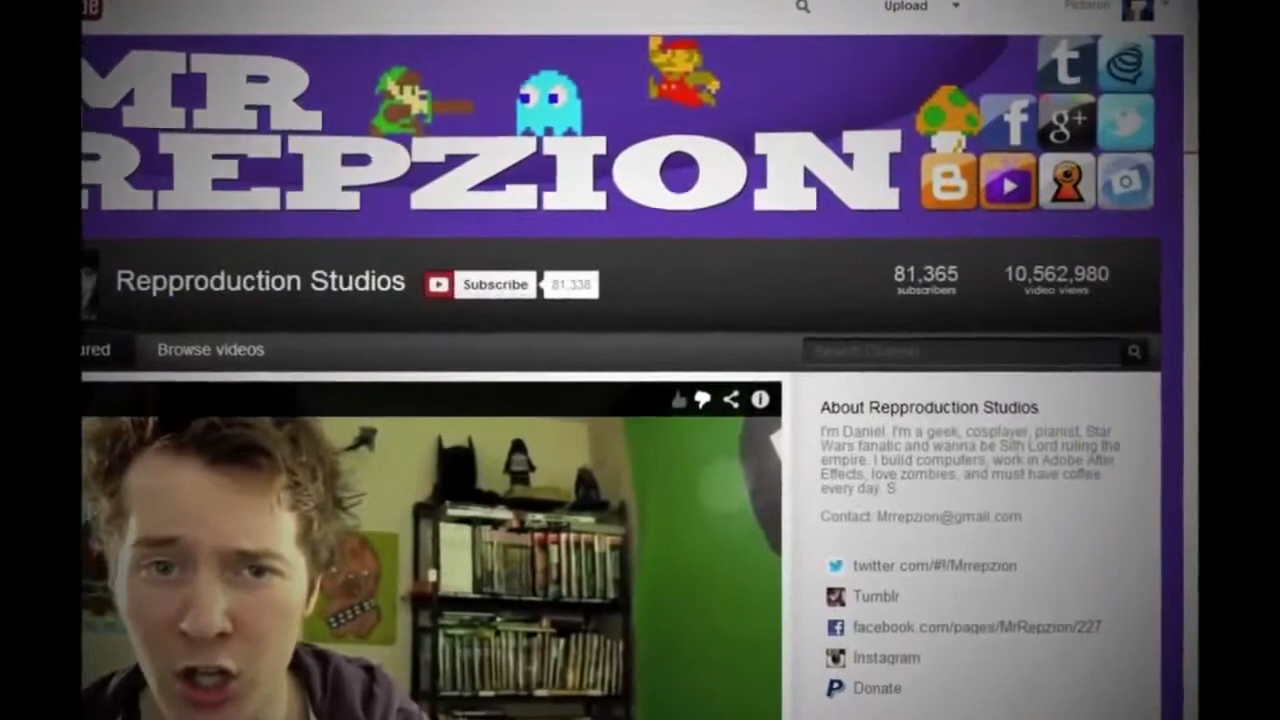 Upload
MR
REPZION
Repproduction Studios
Subscribe
81,338
81,365
subscribers
10,562,980
video views
Browse videos
Search Channel
About Repproduction Studios
I'm Daniel. I'm a geek, cosplayer, pianist, Star
Wars fanatic and wanna be Sith Lord ruling the
empire. I build computers, work in Adobe After
Effects, love zombies, and must have coffee
every day. S
Contact: Mrrepzion@gmail.com
twitter.com/#!/Mrrepzion
Tumblr
facebook.com/pages/MrRepzion/227
Instagram
Donate